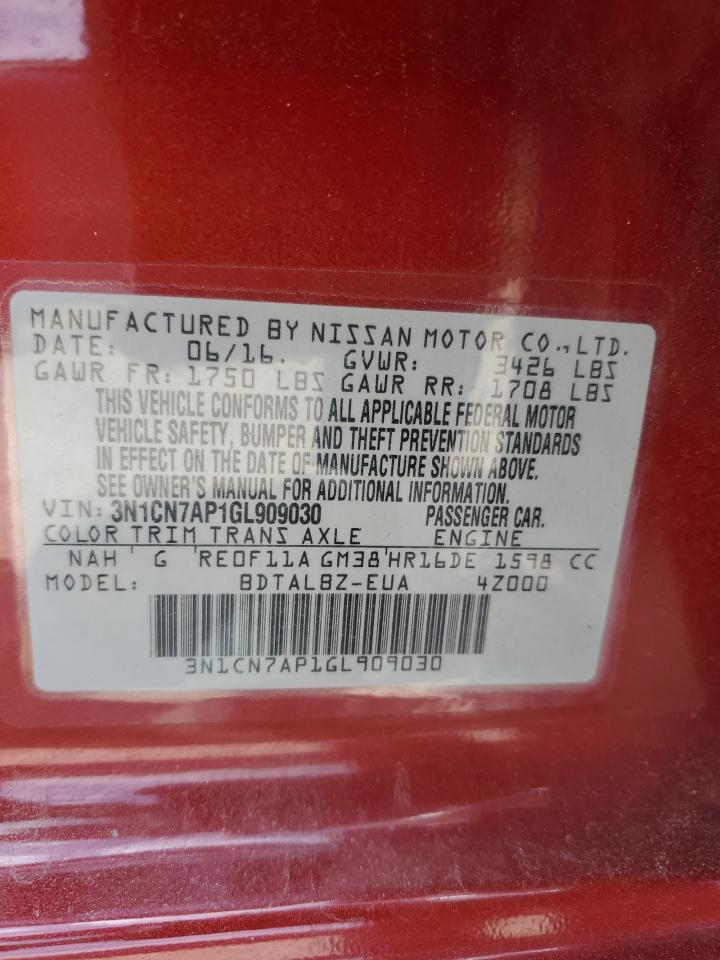 MANUFACTURED BY NISSAN MOTOR CO., LTD.
DATE: 06/16. GVWR: 3426 LBS
GAWR FR: 1750 LBS GAWR RR: 1708 LBS
THIS VEHICLE CONFORMS TO ALL APPLICABLE FEDERAL MOTOR
VEHICLE SAFETY, BUMPER AND THEFT PREVENTION STANDARDS
IN EFFECT ON THE DATE OF MANUFACTURE SHOWN ABOVE.
SEE OWNER'S MANUAL FOR ADDITIONAL INFORMATION.
VIN: 3N1CN7AP1GL909030 PASSENGER CAR.
COLOR TRIM TRANS AXLE ENGINE
NAH G RE0F11A GM38 HR16DE 1598 CC
MODEL: BDTALBZ-EUA 4Z000
3N1CN7AP1GL909030